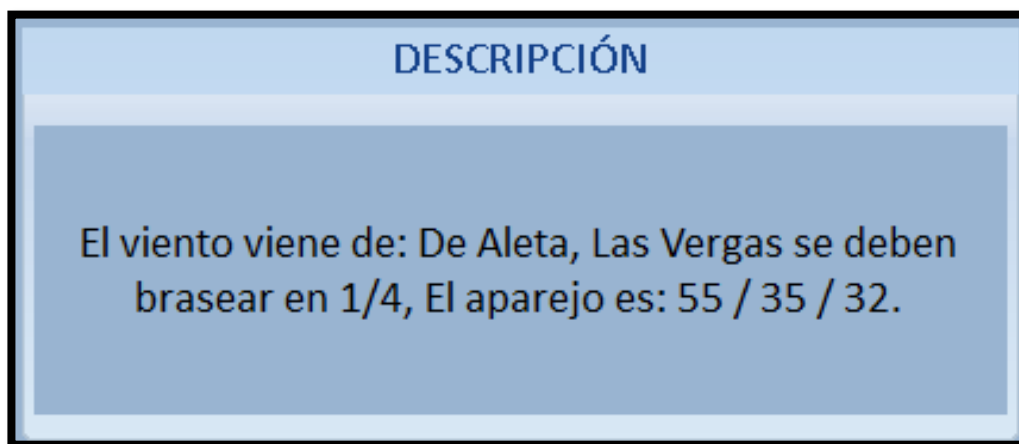 DESCRIPCIÓN
El viento viene de: De Aleta, Las Vergas se deben
brasear en 1/4, El aparejo es: 55 / 35 / 32.